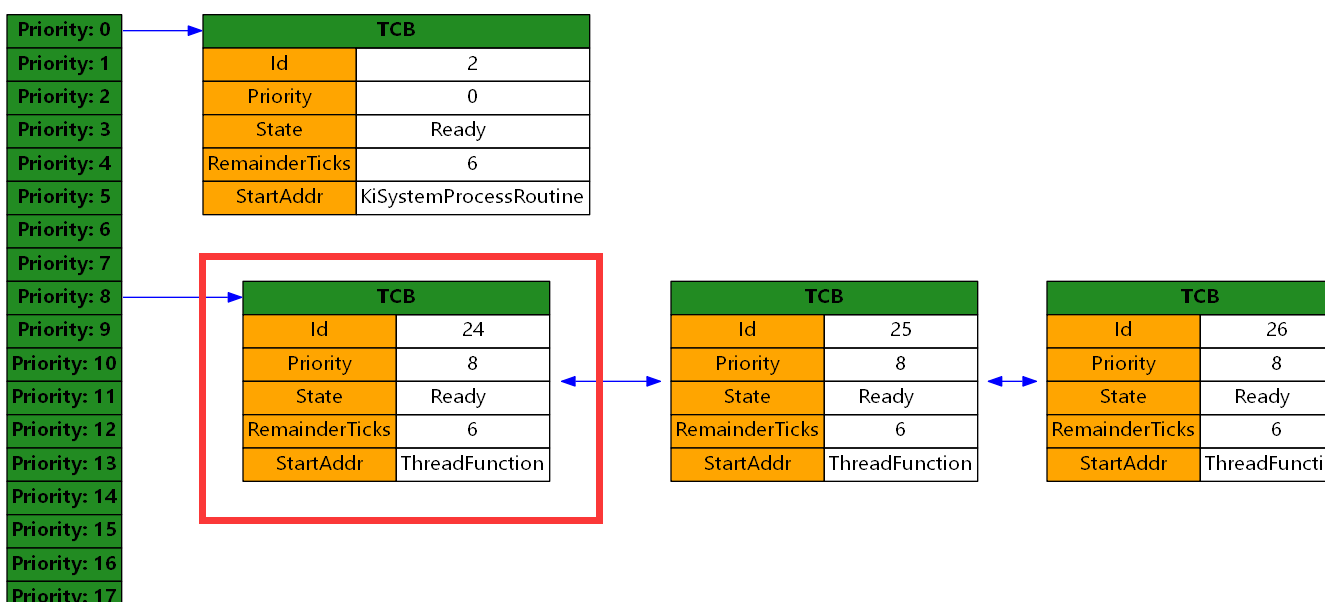 Priority: 0
Priority: 1
Priority: 2
Priority: 3
Priority: 4
Priority: 5
Priority: 6
Priority: 7
Priority: 8
Priority: 9
Priority: 10
Priority: 11
Priority: 12
Priority: 13
Priority: 14
Priority: 15
Priority: 16
Priority: 17
TCB
Id 2
Priority 0
State Ready
RemainderTicks 6
StartAddr KiSystemProcessRoutine
TCB
Id 24
Priority 8
State Ready
RemainderTicks 6
StartAddr ThreadFunction
TCB
Id 25
Priority 8
State Ready
RemainderTicks 6
StartAddr ThreadFunction
TCB
Id 26
Priority 8
State Ready
RemainderTicks 6
StartAddr ThreadFuncti